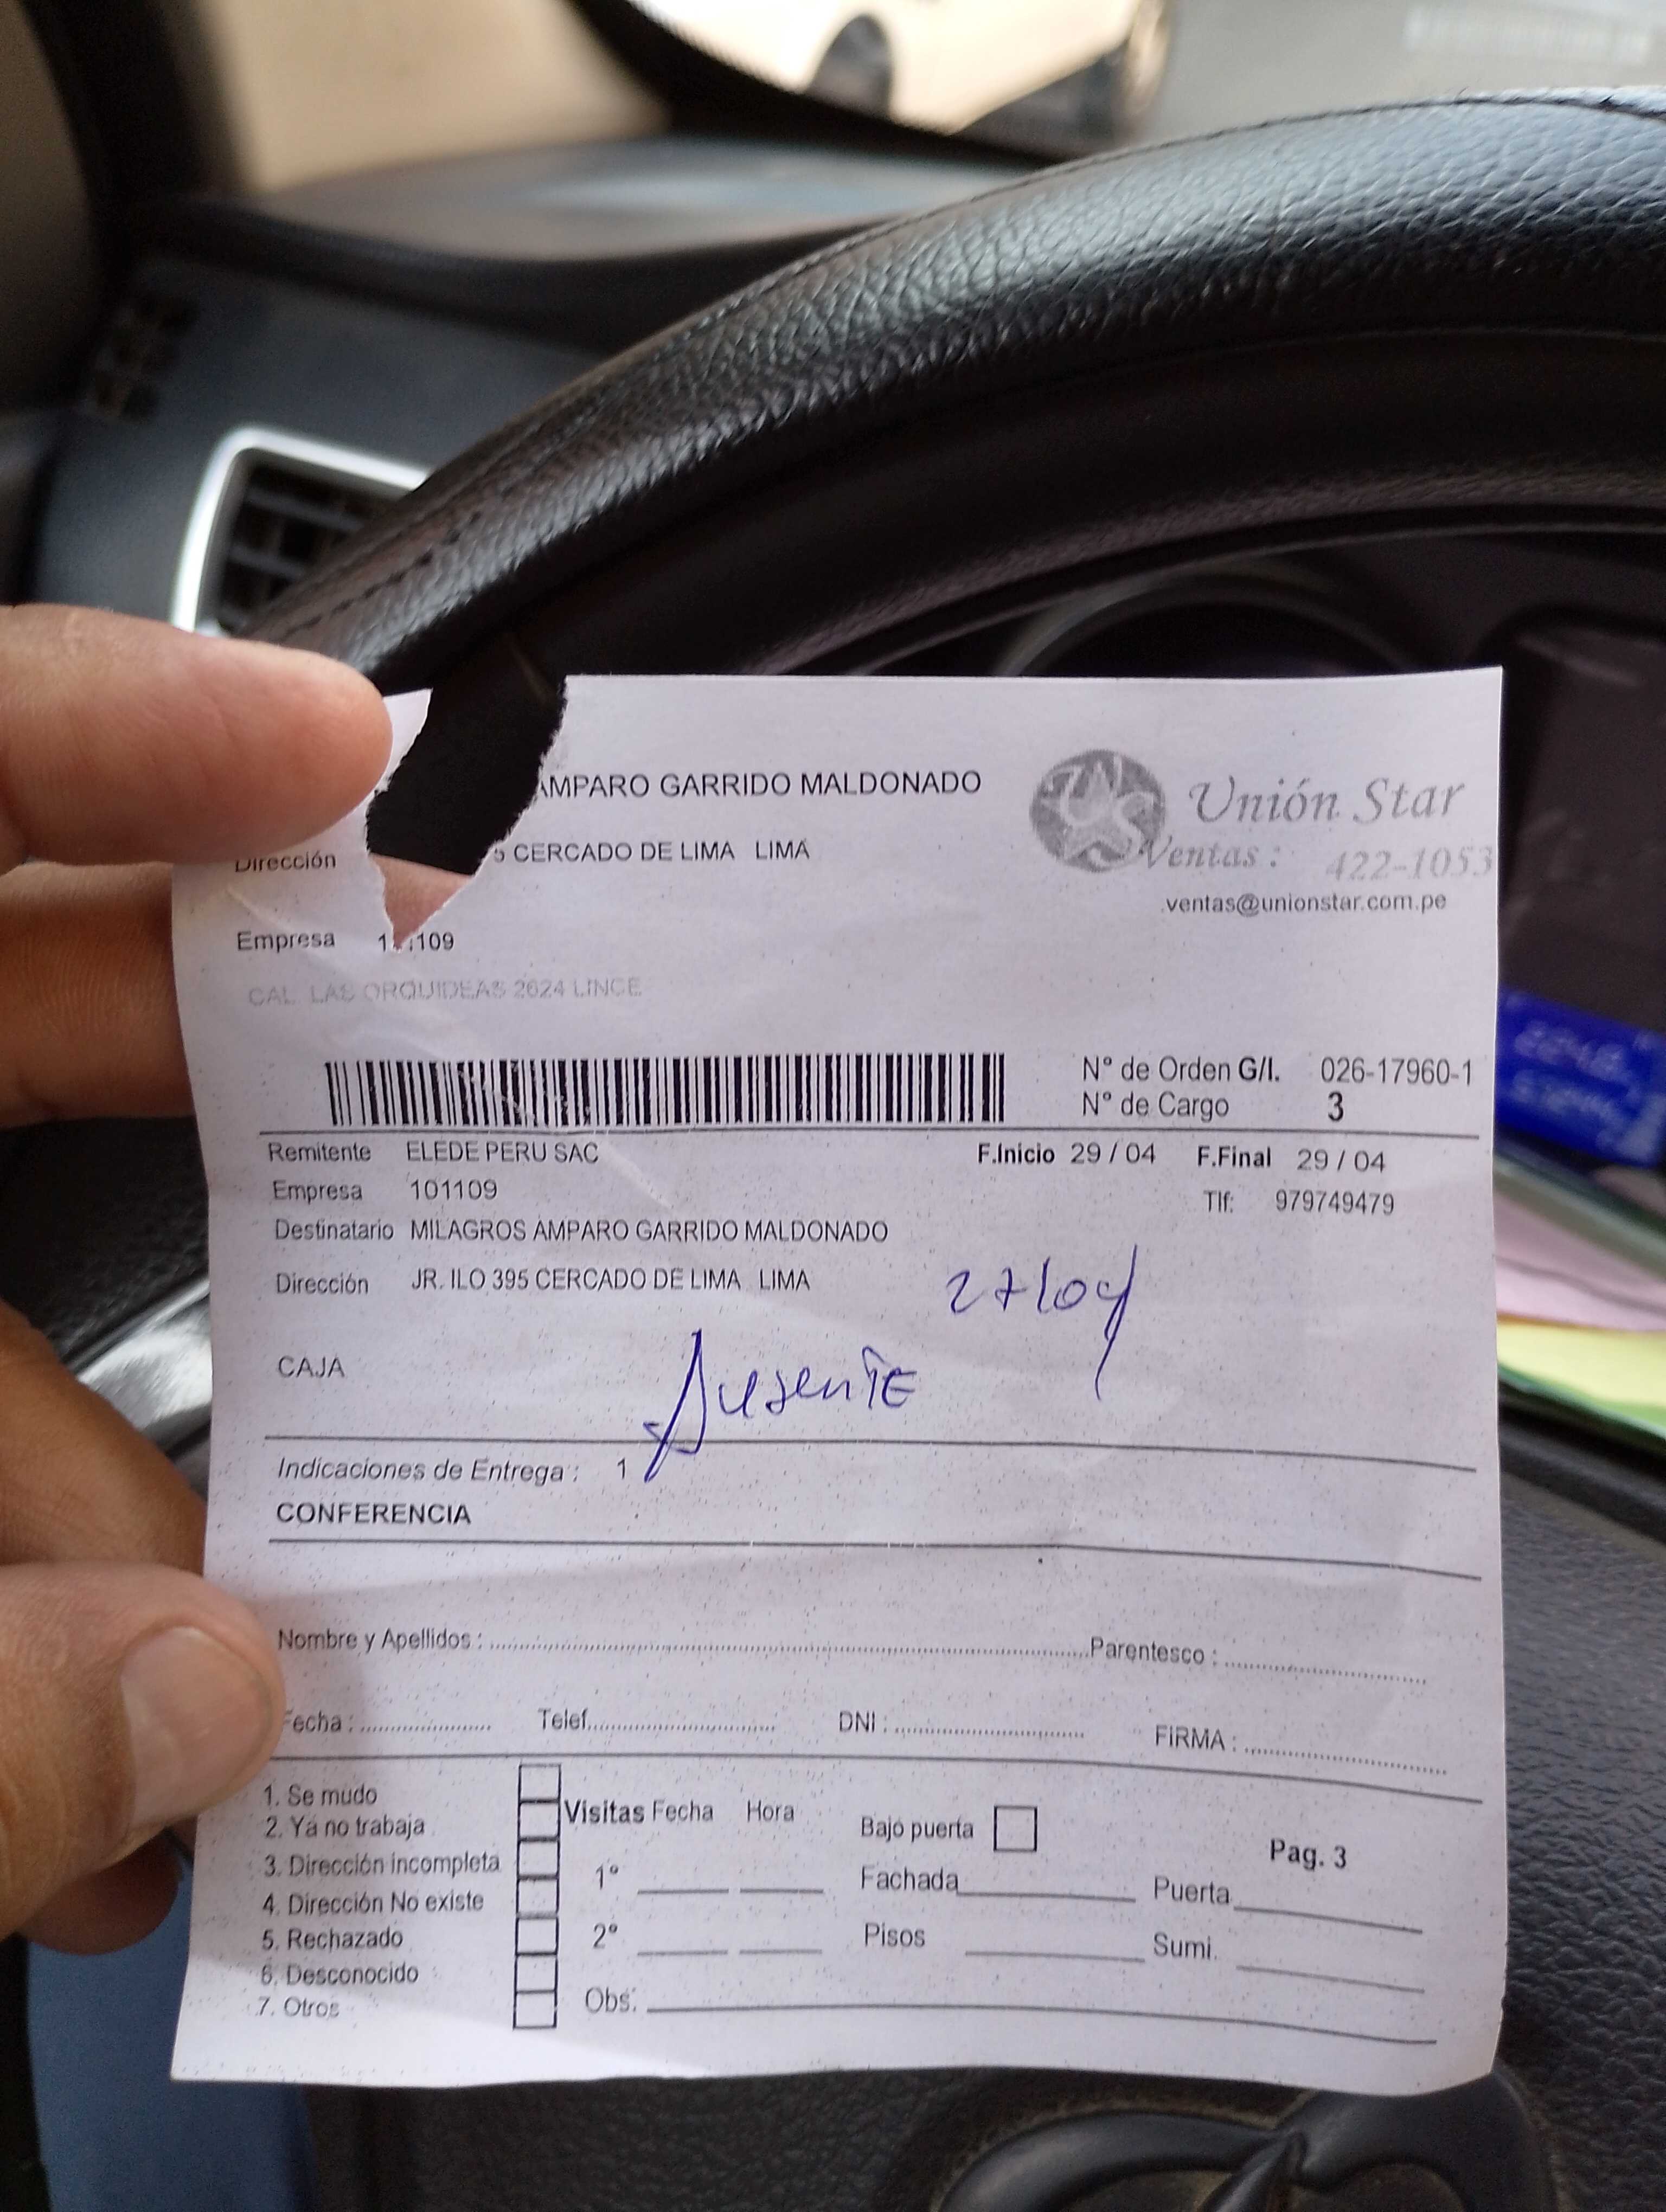 AMPARO GARRIDO MALDONADO
Unión Star
Dirección 5 CERCADO DE LIMA LIMA
Ventas : 422-1053
ventas@unionstar.com.pe
Empresa 109
CAL. LAS ORQUIDEAS 2624 LINCE
N° de Orden G/I. 026-17960-1
N° de Cargo 3
Remitente ELEDE PERU SAC F.Inicio 29 / 04 F.Final 29 / 04
Empresa 101109 Tlf: 979749479
Destinatario MILAGROS AMPARO GARRIDO MALDONADO
Dirección JR. ILO 395 CERCADO DE LIMA LIMA
27/04
CAJA
Ausente
Indicaciones de Entrega : 1
CONFERENCIA
Nombre y Apellidos : Parentesco :
Fecha : Telef. DNI : FIRMA :
1. Se mudo
2. Ya no trabaja
3. Dirección incompleta
4. Dirección No existe
5. Rechazado
6. Desconocido
7. Otros
Visitas Fecha Hora
1°
2°
Obs:
Bajo puerta
Fachada Puerta
Pisos Sumi.
Pag. 3